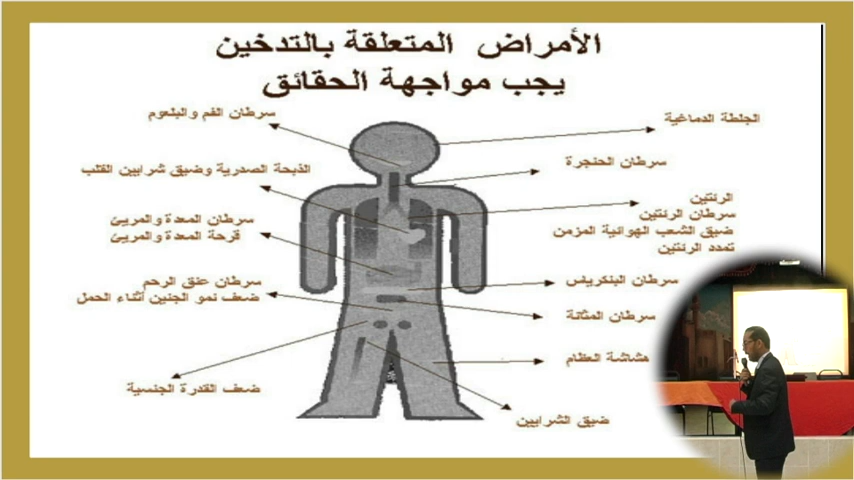 الأمراض المتعلقة بالتدخين
يجب مواجهة الحقائق
الجلطة الدماغية
سرطان الفم والبلعوم
سرطان الحنجرة
الذبحة الصدرية وضيق شرايين القلب
الرئتين
سرطان الرئتين
ضيق الشعب الهوائية المزمن
تمدد الرئتين
سرطان المعدة والمريئ
قرحة المعدة والمريئ
سرطان البنكرياس
سرطان عنق الرحم
ضعف نمو الجنين أثناء الحمل
سرطان المثانة
هشاشة العظام
ضعف القدرة الجنسية
ضيق الشرايين